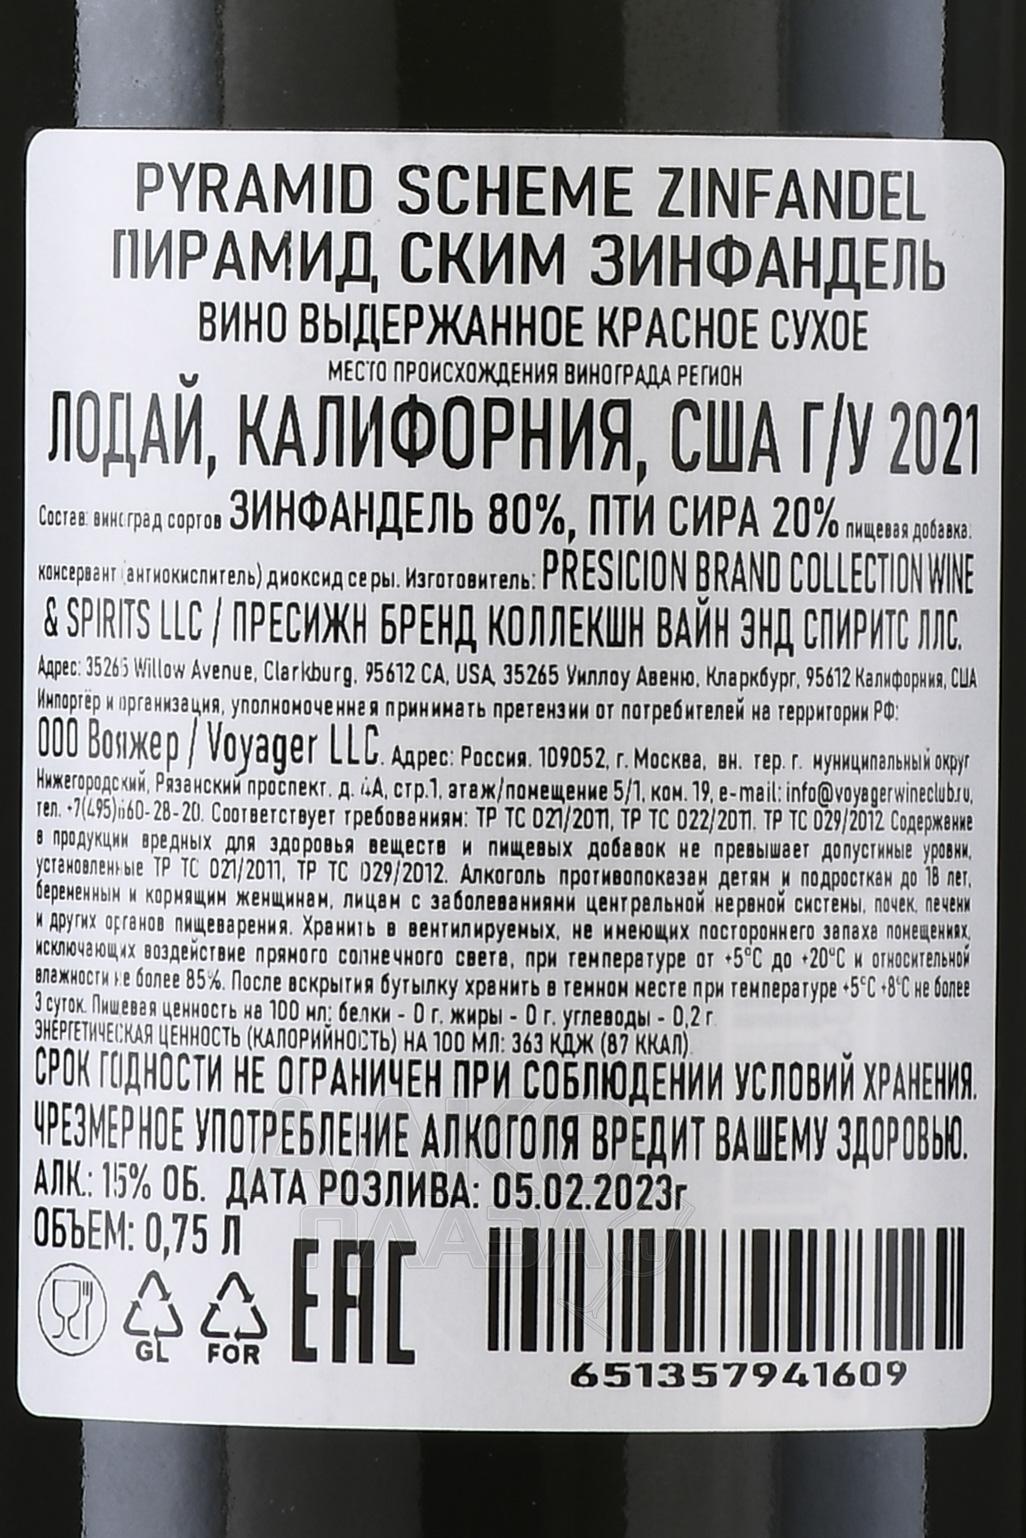 PYRAMID SCHEME ZINFANDEL
ПИРАМИД СКИМ ЗИНФАНДЕЛЬ
ВИНО ВЫДЕРЖАННОЕ КРАСНОЕ СУХОЕ
МЕСТО ПРОИСХОЖДЕНИЯ ВИНОГРАДА РЕГИОН
ЛОДАЙ, КАЛИФОРНИЯ, США Г/У 2021
Состав: виноград сортов ЗИНФАНДЕЛЬ 80%, ПТИ СИРА 20% пищевая добавка:
консервант (антиокислитель) диоксид серы. Изготовитель: PRESICION BRAND COLLECTION WINE
& SPIRITS LLC / ПРЕСИЖН БРЕНД КОЛЛЕКШН ВАЙН ЭНД СПИРИТС ЛЛС.
Адрес: 35265 Willow Avenue, Clarkburg, 95612 CA, USA, 35265 Уиллоу Авеню, Кларкбург, 95612 Калифорния, США
Импортёр и организация, уполномоченная принимать претензии от потребителей на территории РФ:
ООО Вояжер / Voyager LLC. Адрес: Россия, 109052, г. Москва, вн. тер. г. муниципальный округ
Нижегородский, Рязанский проспект, д. 4А, стр.1, этаж/помещение 5/1, ком. 19, e-mail: info@voyagerwineclub.ru,
тел. +7(495)660-28-20. Соответствует требованиям: ТР ТС 021/2011, ТР ТС 022/2011. ТР ТС 029/2012 Содержание
в продукции вредных для здоровья веществ и пищевых добавок не превышает допустимые уровни,
установленные ТР ТС 021/2011, ТР ТС 029/2012. Алкоголь противопоказан детям и подросткам до 18 лет,
беременным и кормящим женщинам, лицам с заболеваниями центральной нервной системы, почек, печени
и других органов пищеварения. Хранить в вентилируемых, не имеющих постороннего запаха помещениях,
исключающих воздействие прямого солнечного света, при температуре от +5°С до +20°С и относительной
влажности не более 85%. После вскрытия бутылку хранить в темном месте при температуре +5°С +8°С не более
3 суток. Пищевая ценность на 100 мл: белки - 0 г. жиры - 0 г. углеводы - 0,2 г.
ЭНЕРГЕТИЧЕСКАЯ ЦЕННОСТЬ (КАЛОРИЙНОСТЬ) НА 100 МЛ: 363 КДЖ (87 ККАЛ).
СРОК ГОДНОСТИ НЕ ОГРАНИЧЕН ПРИ СОБЛЮДЕНИИ УСЛОВИЙ ХРАНЕНИЯ.
ЧРЕЗМЕРНОЕ УПОТРЕБЛЕНИЕ АЛКОГОЛЯ ВРЕДИТ ВАШЕМУ ЗДОРОВЬЮ.
АЛК.: 15% ОБ. ДАТА РОЗЛИВА: 05.02.2023г
ОБЪЕМ: 0,75 Л
GL FOR
EAC
651357941609
АЛКО
ПЛАЗА.ru